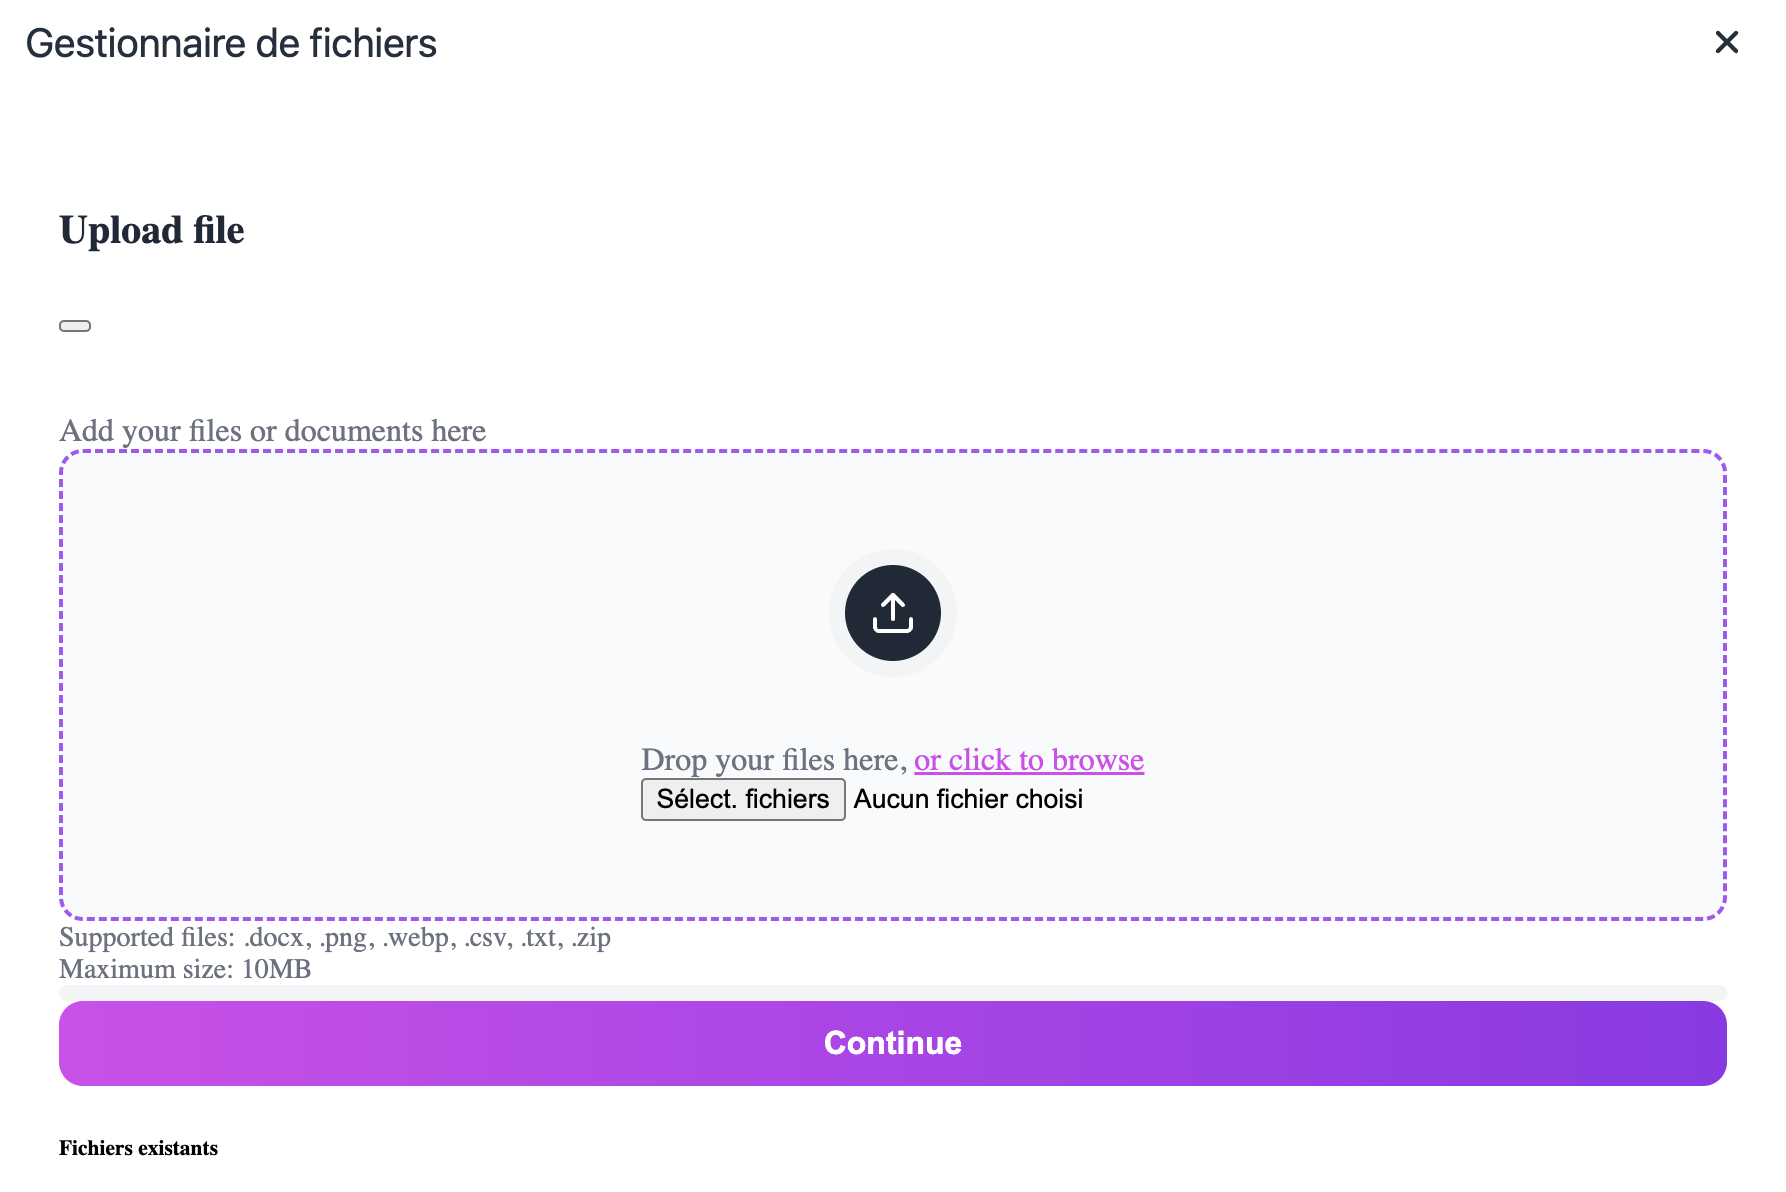 Gestionnaire de fichiers
Upload file
Add your files or documents here
Drop your files here, or click to browse
Sélect. fichiers Aucun fichier choisi
Supported files: .docx, .png, .webp, .csv, .txt, .zip
Maximum size: 10MB
Continue
Fichiers existants